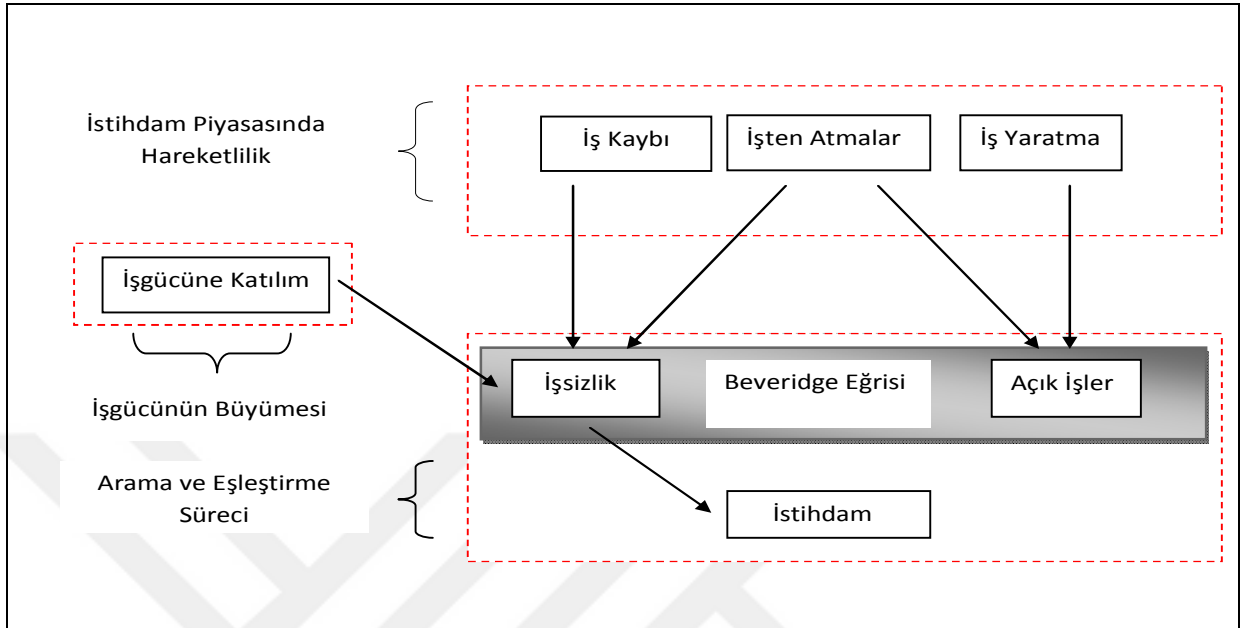 İstihdam Piyasasında
Hareketlilik
İş Kaybı
İşten Atmalar
İş Yaratma
İşgücüne Katılım
İşgücünün Büyümesi
İşsizlik
Beveridge Eğrisi
Açık İşler
Arama ve Eşleştirme
Süreci
İstihdam